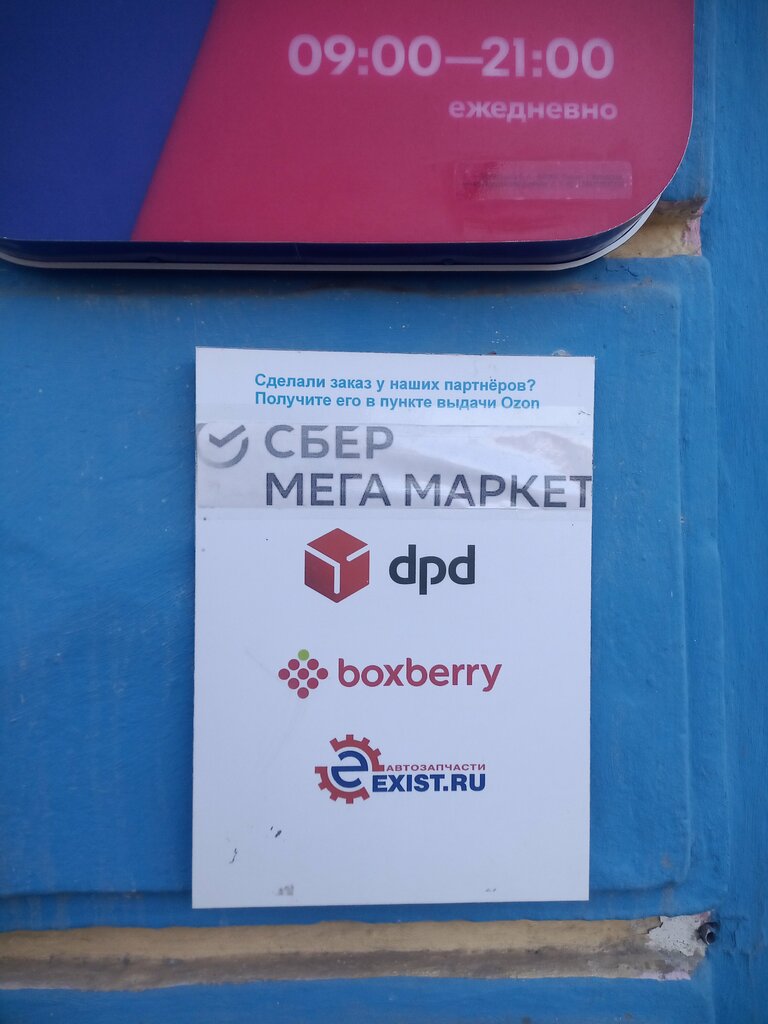 09:00—21:00
ежедневно
Сделали заказ у наших партнёров?
Получите его в пункте выдачи Ozon
СБЕР
МЕГА МАРКЕТ
dpd
boxberry
АВТОЗАПЧАСТИ
EXIST.RU